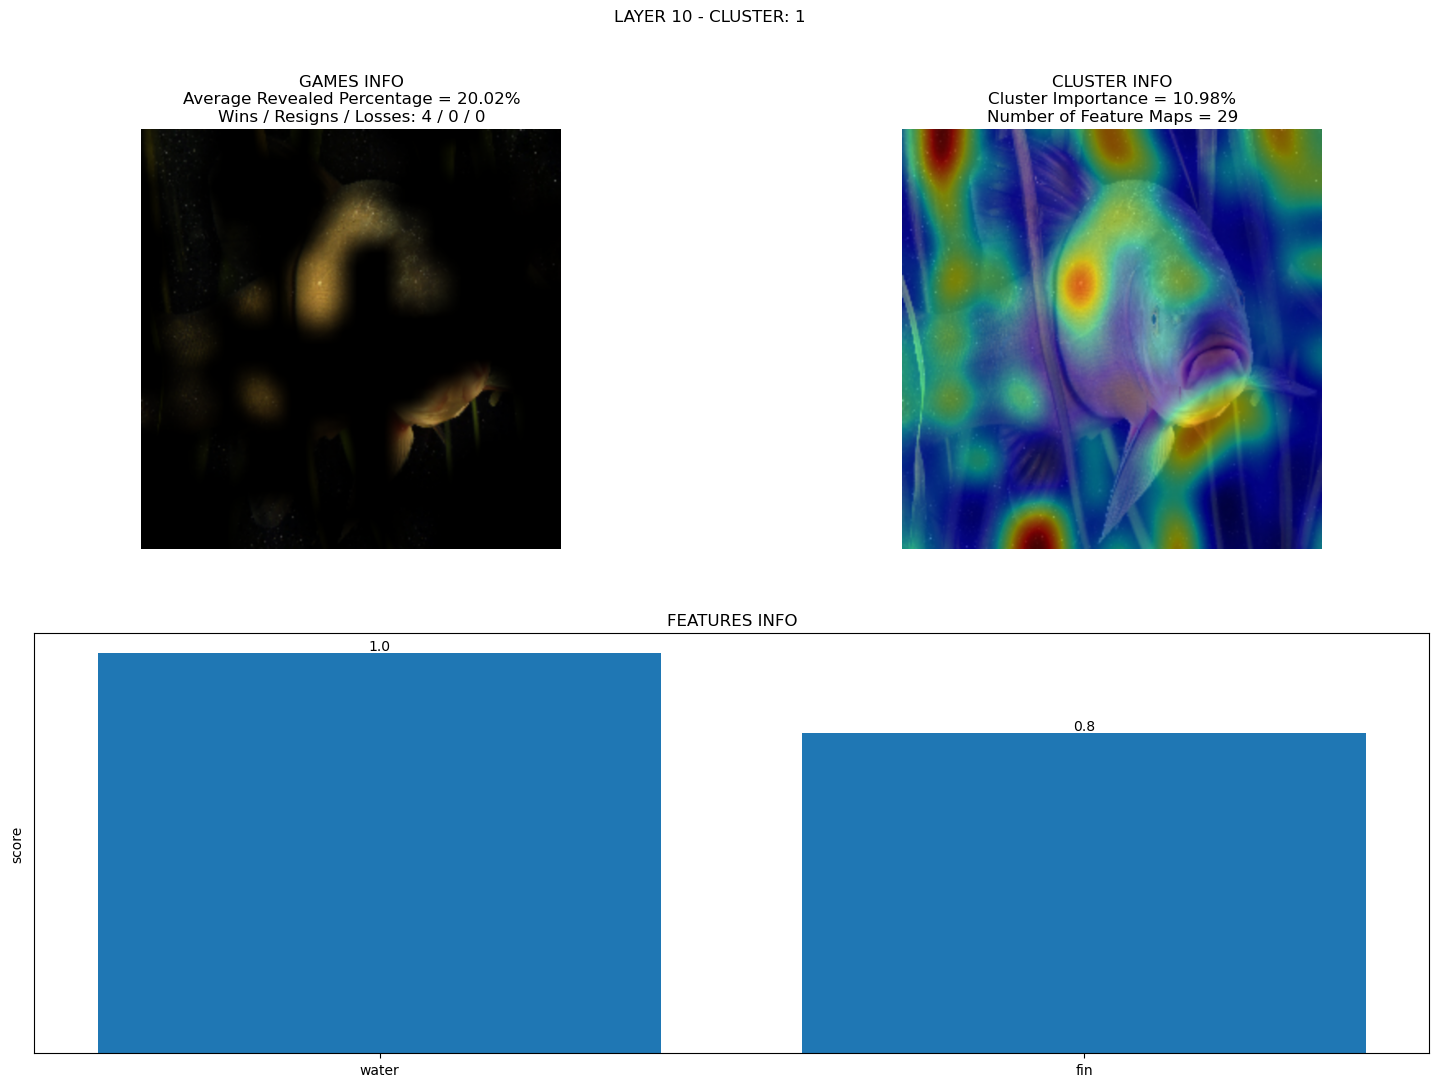 LAYER 10 - CLUSTER: 1
GAMES INFO
Average Revealed Percentage = 20.02%
Wins / Resigns / Losses: 4 / 0 / 0
CLUSTER INFO
Cluster Importance = 10.98%
Number of Feature Maps = 29
FEATURES INFO
1.0
0.8
score
water
fin